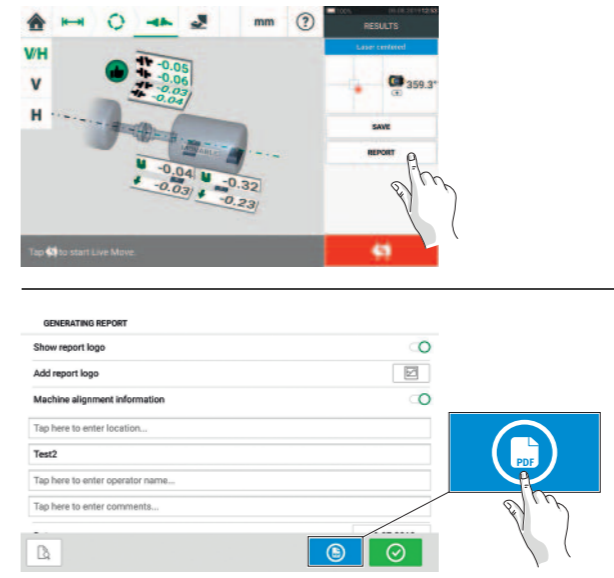 mm ?
100% 12:53
RESULTS
Laser centered
V/H
V
H
-0.05
-0.06
-0.03
-0.04
359.3°
SAVE
REPORT
-0.04 -0.32
-0.03 -0.23
Tap to start Live Move.
GENERATING REPORT
Show report logo
Add report logo
Machine alignment information
Tap here to enter location...
Test2
Tap here to enter operator name...
Tap here to enter comments...
PDF